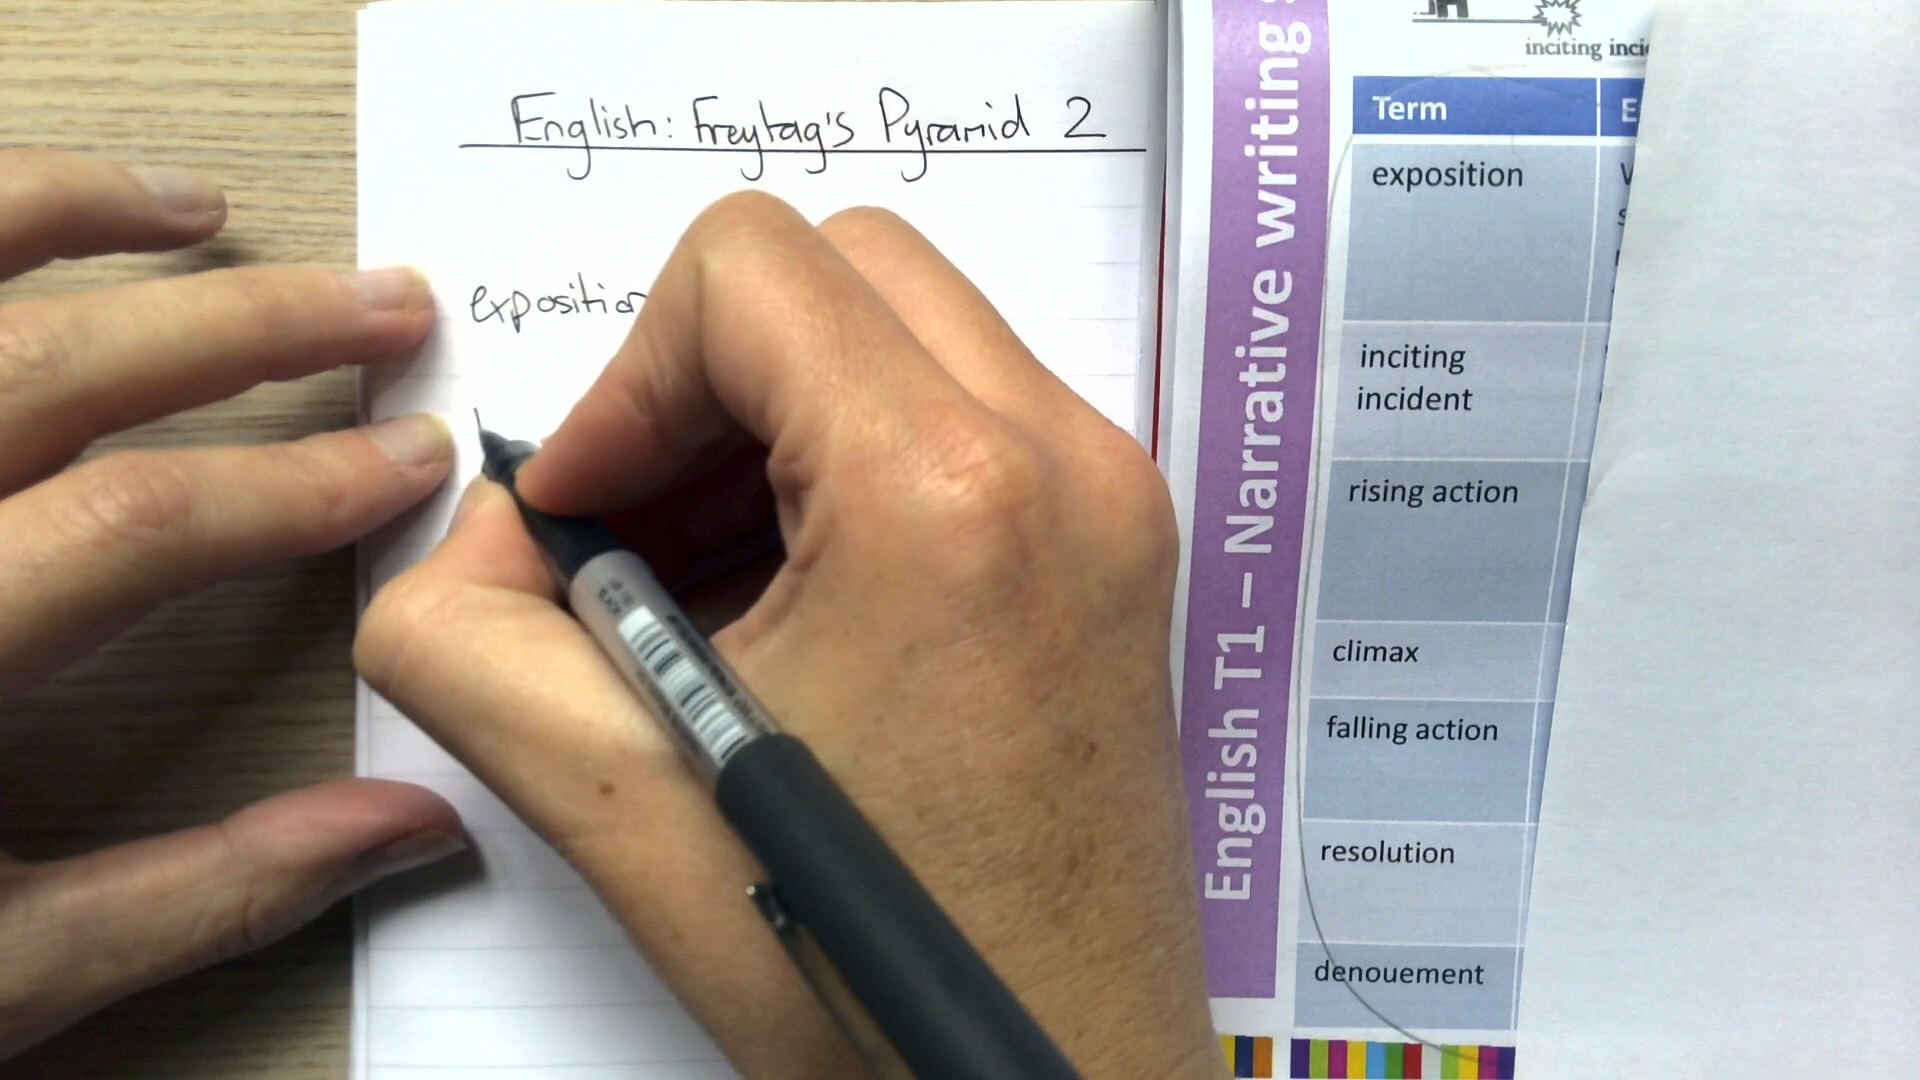 English: Freytag's Pyramid 2
exposition
English T1 – Narrative writing
inciting
Term
exposition
inciting
incident
rising action
climax
falling action
resolution
denouement